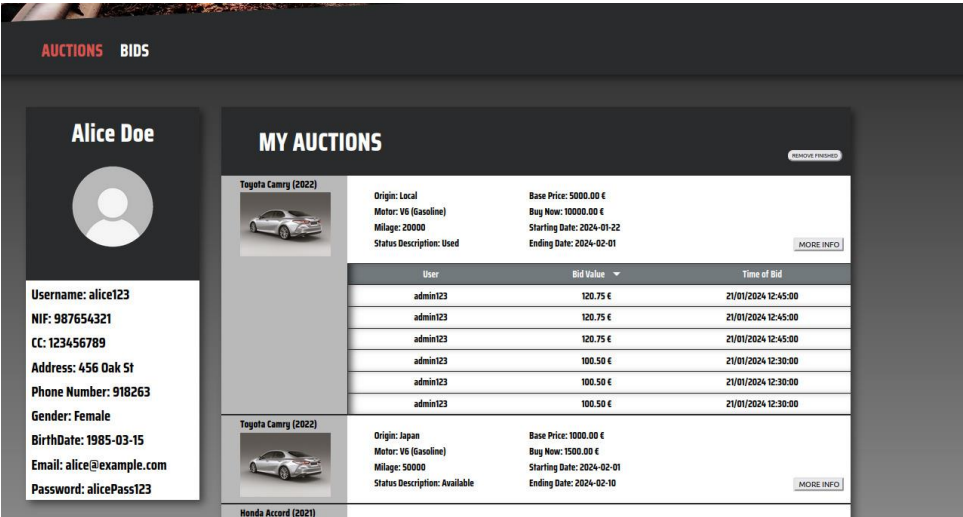 AUCTIONS BIDS
Alice Doe
Username: alice123
NIF: 987654321
CC: 123456789
Address: 456 Oak St
Phone Number: 918263
Gender: Female
BirthDate: 1985-03-15
Email: alice@example.com
Password: alicePass123
MY AUCTIONS
REMOVE FINISHED
Toyota Camry (2022)
Origin: Local
Motor: V6 (Gasoline)
Milage: 20000
Status Description: Used
Base Price: 5000.00 €
Buy Now: 10000.00 €
Starting Date: 2024-01-22
Ending Date: 2024-02-01
MORE INFO
User Bid Value Time of Bid
admin123 120.75 € 21/01/2024 12:45:00
admin123 120.75 € 21/01/2024 12:45:00
admin123 120.75 € 21/01/2024 12:45:00
admin123 100.50 € 21/01/2024 12:30:00
admin123 100.50 € 21/01/2024 12:30:00
admin123 100.50 € 21/01/2024 12:30:00
Toyota Camry (2022)
Origin: Japan
Motor: V6 (Gasoline)
Milage: 50000
Status Description: Available
Base Price: 1000.00 €
Buy Now: 1500.00 €
Starting Date: 2024-02-01
Ending Date: 2024-02-10
MORE INFO
Honda Accord (2021)